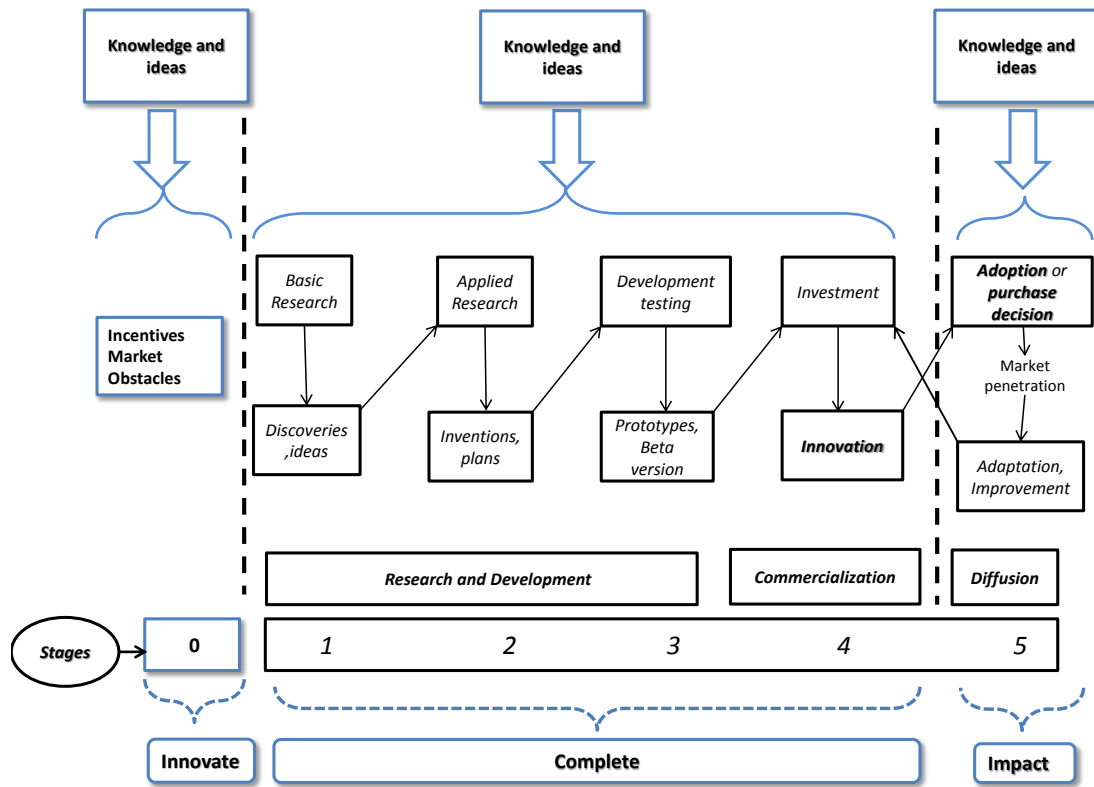 Knowledge and
ideas
Knowledge and
ideas
Knowledge and
ideas
Incentives
Market
Obstacles
Basic
Research
Applied
Research
Development
testing
Investment
Adoption or
purchase
decision
Market
penetration
Discoveries
,ideas
Inventions,
plans
Prototypes,
Beta
version
Innovation
Adaptation,
Improvement
Research and Development
Commercialization
Diffusion
Stages
0
1
2
3
4
5
Innovate
Complete
Impact